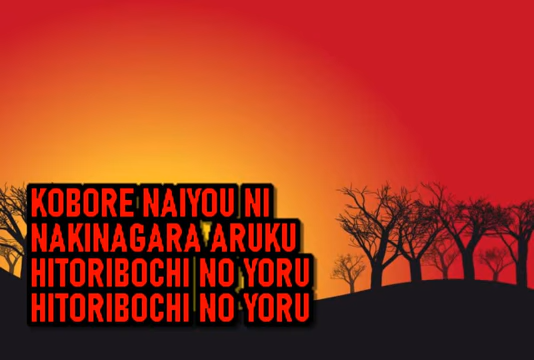 KOBORE NAIYOU NI
NAKINAGARA ARUKU
HITORIBOCHI NO YORU
HITORIBOCHI NO YORU